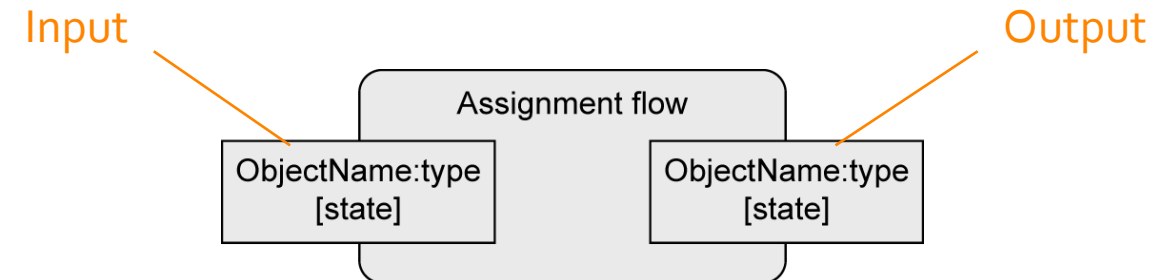 Input
Output
Assignment flow
ObjectName:type
[state]
ObjectName:type
[state]